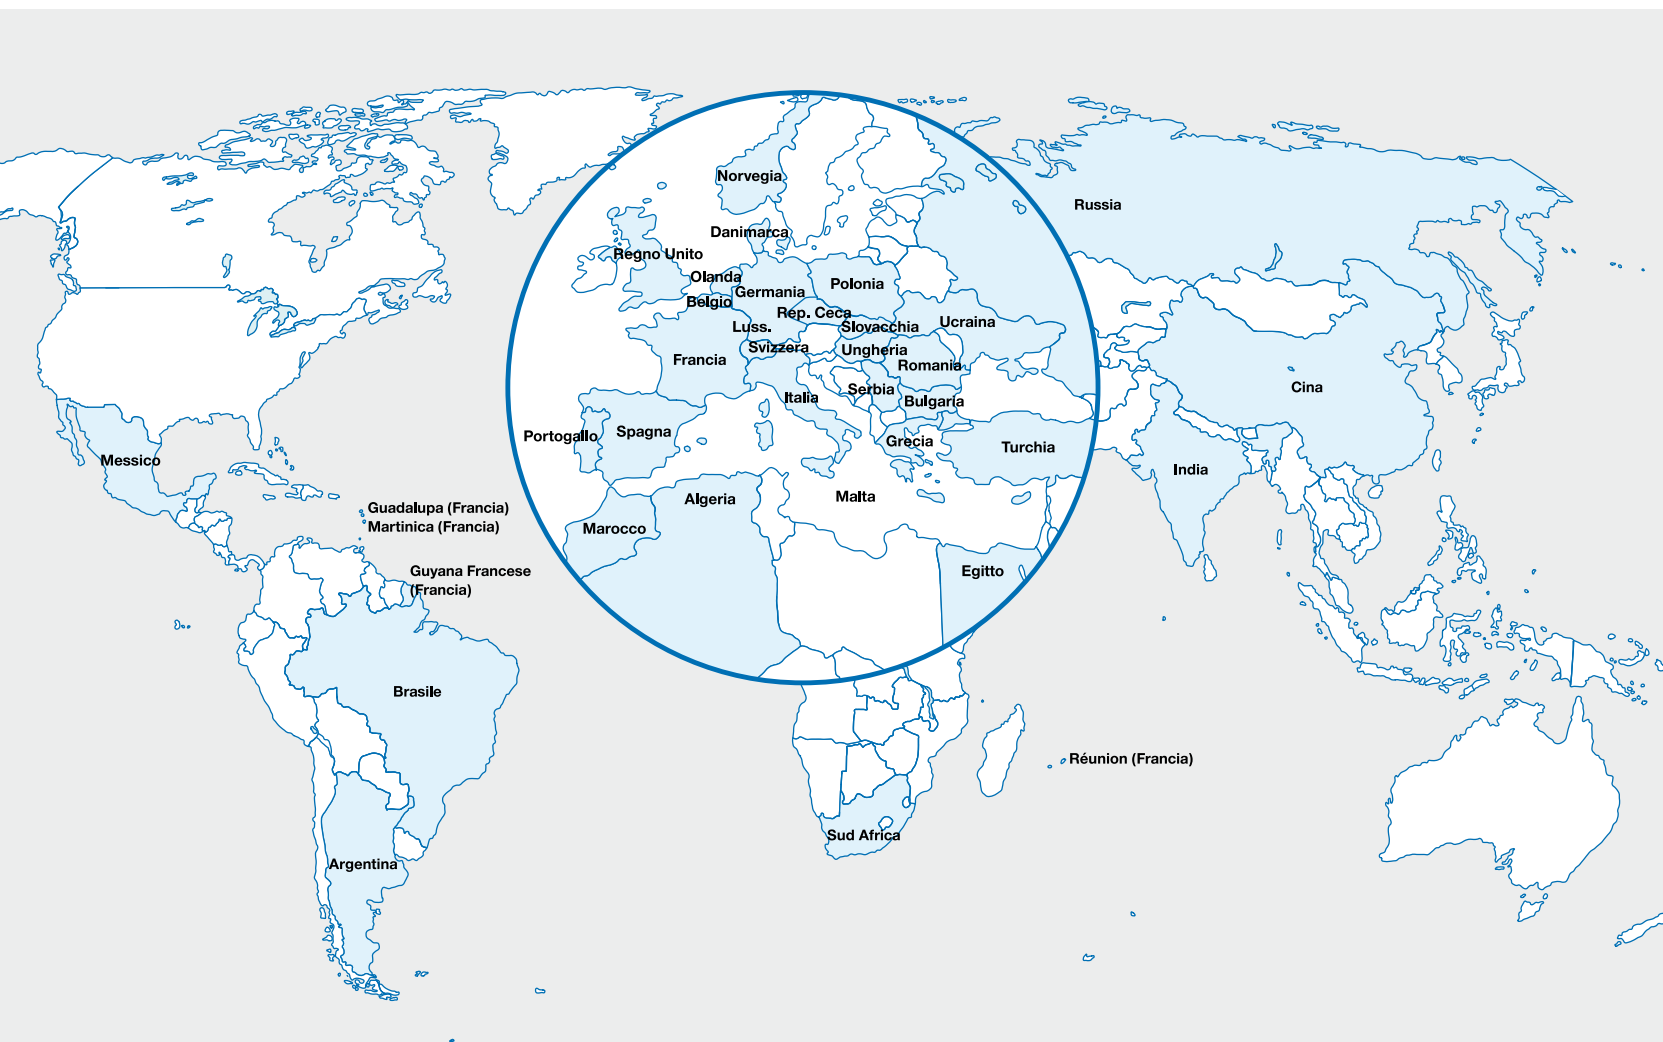 Norvegia
Russia
Danimarca
Regno Unito
Olanda
Polonia
Germania
Belgio
Rep. Ceca
Luss.
Slovacchia
Ucraina
Svizzera
Ungheria
Francia
Romania
Cina
Serbia
Italia
Bulgaria
Portogallo
Spagna
Grecia
Turchia
Messico
India
Algeria
Malta
Guadalupa (Francia)
Martinica (Francia)
Marocco
Guyana Francese
(Francia)
Egitto
Brasile
Réunion (Francia)
Sud Africa
Argentina